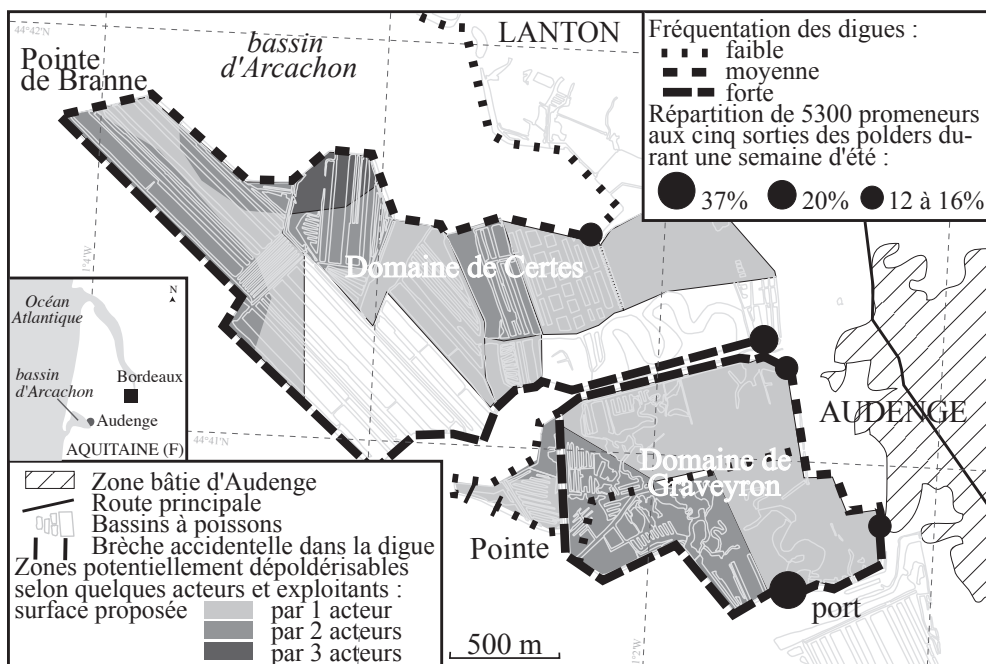 44°42'N
LANTON
bassin
d'Arcachon
Pointe
de Branne
Fréquentation des digues :
faible
moyenne
forte
Répartition de 5300 promeneurs
aux cinq sorties des polders du-
rant une semaine d'été :
37%
20%
12 à 16%
1°4'W
Domaine de Certes
N
Océan
Atlantique
Bordeaux
bassin
d'Arcachon
Audenge
AQUITAINE (F)
AUDENGE
44°41'N
Domaine de
Graveyron
Pointe
port
1°2'W
500 m
Zone bâtie d'Audenge
Route principale
Bassins à poissons
Brèche accidentelle dans la digue
Zones potentiellement dépoldérisables
selon quelques acteurs et exploitants :
surface proposée
par 1 acteur
par 2 acteurs
par 3 acteurs